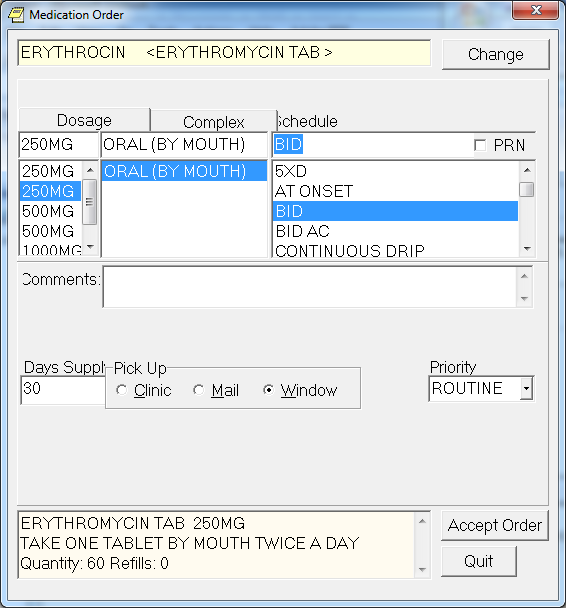 Medication Order
ERYTHROCIN <ERYTHROMYCIN TAB >
Change
Dosage Complex Schedule
250MG ORAL (BY MOUTH) BID PRN
250MG ORAL (BY MOUTH) 5XD
250MG AT ONSET
500MG BID
500MG BID AC
1000MG CONTINUOUS DRIP
Comments:
Days Suppl Pick Up Priority
30 Clinic Mail Window ROUTINE
ERYTHROMYCIN TAB 250MG
TAKE ONE TABLET BY MOUTH TWICE A DAY
Quantity: 60 Refills: 0
Accept Order
Quit